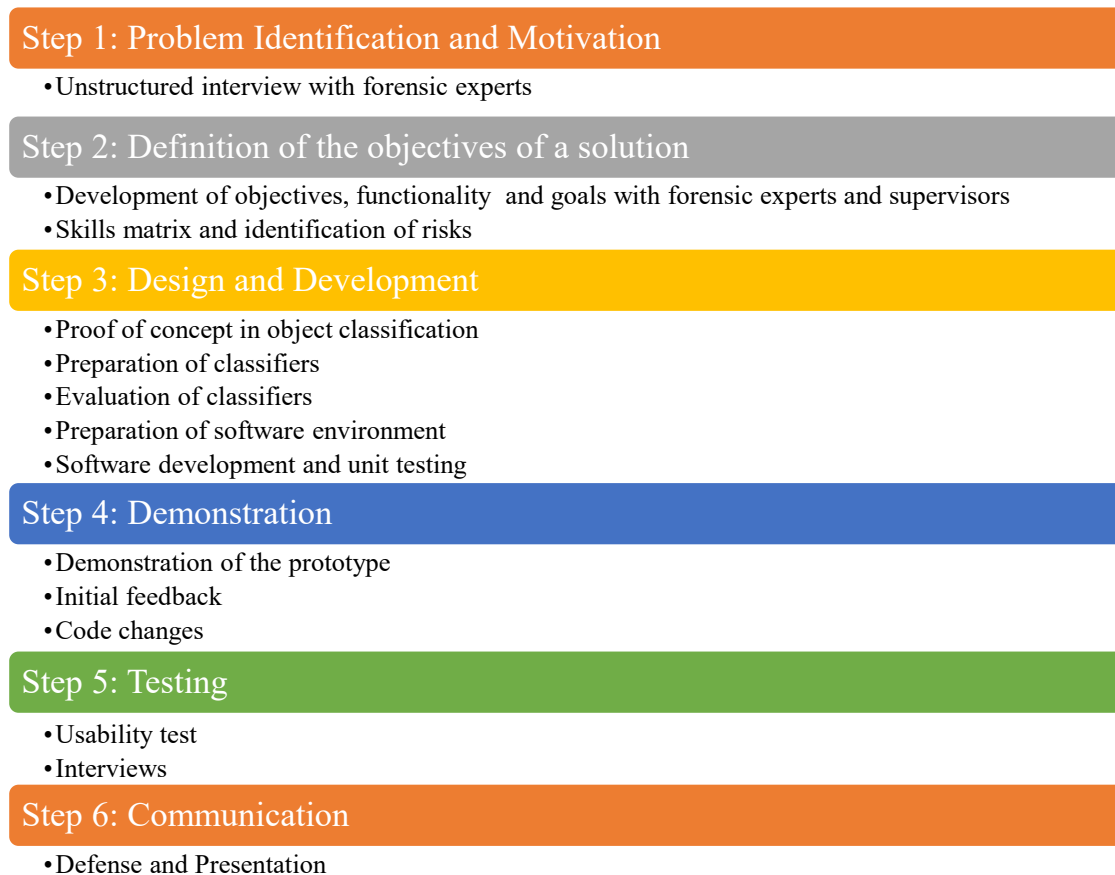 Step 1: Problem Identification and Motivation
•Unstructured interview with forensic experts
Step 2: Definition of the objectives of a solution
•Development of objectives, functionality  and goals with forensic experts and supervisors
•Skills matrix and identification of risks
Step 3: Design and Development
•Proof of concept in object classification
•Preparation of classifiers
•Evaluation of classifiers
•Preparation of software environment
•Software development and unit testing
Step 4: Demonstration
•Demonstration of the prototype
•Initial feedback
•Code changes
Step 5: Testing
•Usability test
•Interviews
Step 6: Communication
•Defense and Presentation